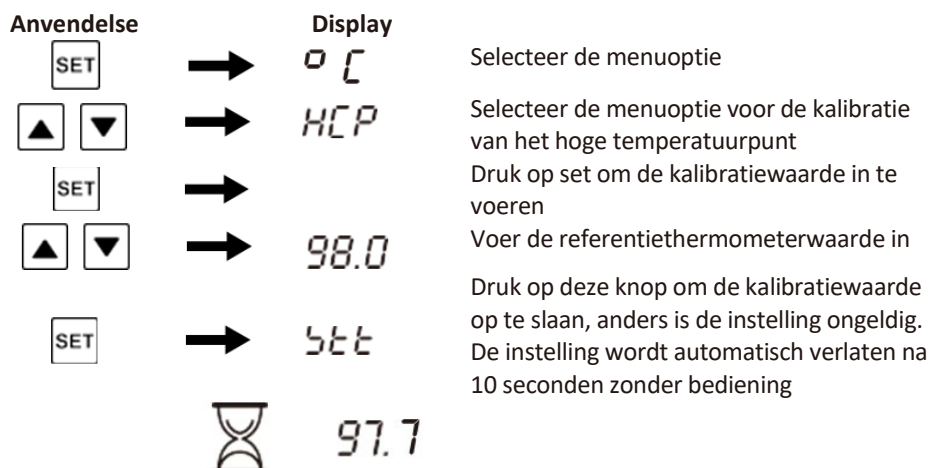 Anvendelse Display
SET °C Selecteer de menuoptie
HCP Selecteer de menuoptie voor de kalibratie
van het hoge temperatuurpunt
SET Druk op set om de kalibratiewaarde in te
voeren
98.0 Voer de referentiethermometerwaarde in
Druk op deze knop om de kalibratiewaarde
op te slaan, anders is de instelling ongeldig.
SET Stt De instelling wordt automatisch verlaten na
10 seconden zonder bediening
97.7